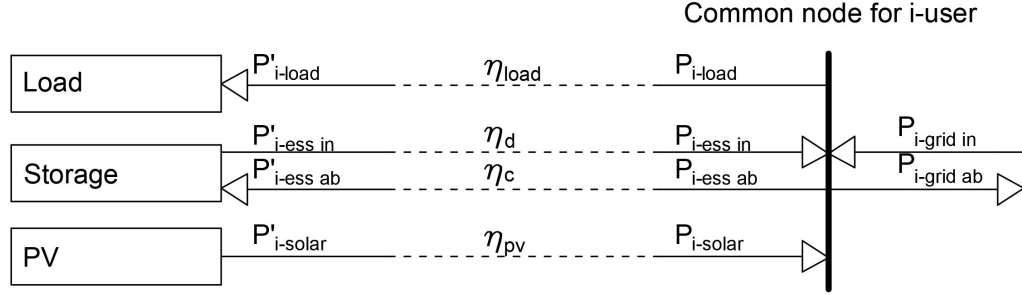 Common node for i-user
Load P'i-load ηload Pi-load
P'i-ess in ηd Pi-ess in Pi-grid in
Storage P'i-ess ab ηc Pi-ess ab Pi-grid ab
PV P'i-solar ηpv Pi-solar